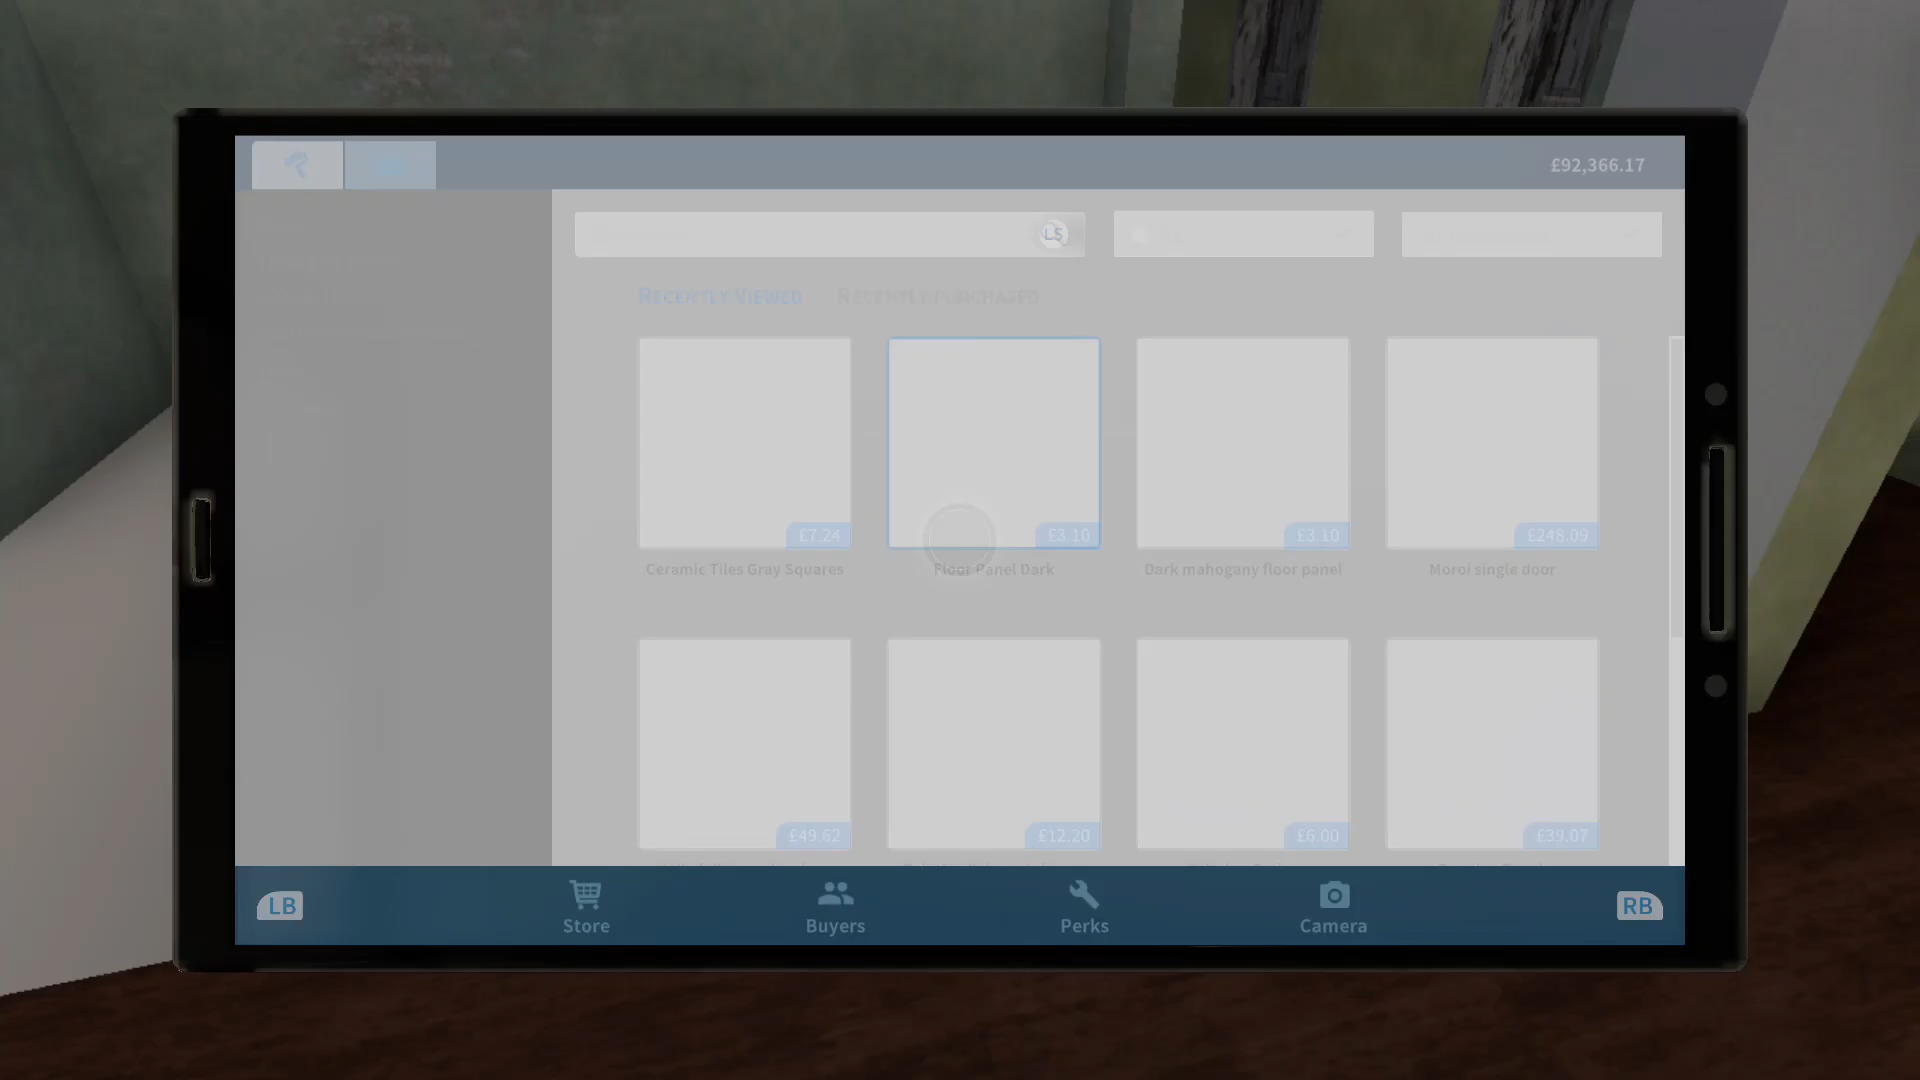 £92,366.17
LS
RECENTLY VIEWED RECENTLY PURCHASED
£7.24 £3.10 £3.10 £248.09
Ceramic Tiles Gray Squares Floor Panel Dark Dark mahogany floor panel Moroi single door
£49.62 £12.20 £6.00 £39.07
LB Store Buyers Perks Camera RB